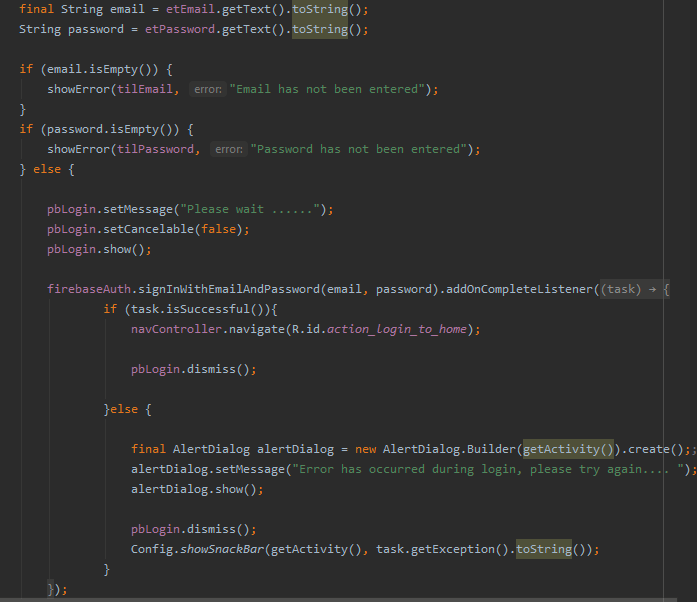 final String email = etEmail.getText().toString();
String password = etPassword.getText().toString();
if (email.isEmpty()) {
showError(tilEmail, error: "Email has not been entered");
}
if (password.isEmpty()) {
showError(tilPassword, error: "Password has not been entered");
} else {
pbLogin.setMessage("Please wait ......");
pbLogin.setCancelable(false);
pbLogin.show();
firebaseAuth.signInWithEmailAndPassword(email, password).addOnCompleteListener((task) → {
if (task.isSuccessful()){
navController.navigate(R.id.action_login_to_home);
pbLogin.dismiss();
}else {
final AlertDialog alertDialog = new AlertDialog.Builder(getActivity()).create();;
alertDialog.setMessage("Error has occurred during login, please try again.... ");
alertDialog.show();
pbLogin.dismiss();
Config.showSnackBar(getActivity(), task.getException().toString());
}
});